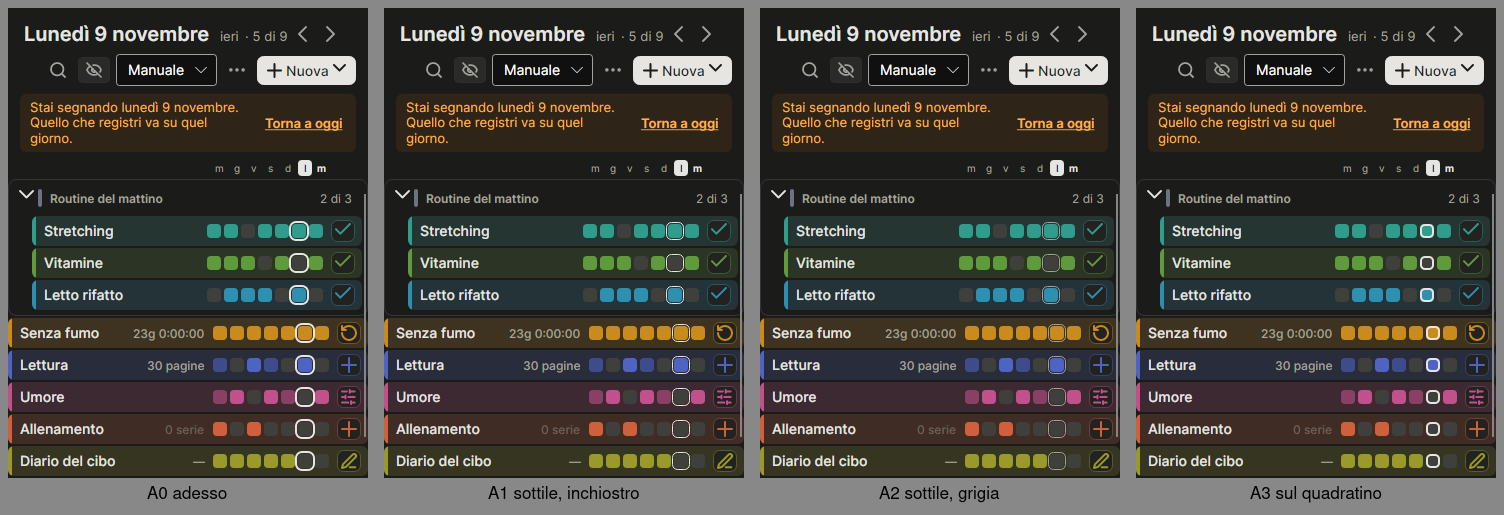 Lunedì 9 novembre ieri · 5 di 9
Manuale ··· + Nuova
Stai segnando lunedì 9 novembre.
Quello che registri va su quel
giorno.
Torna a oggi
m g v s d l m
Routine del mattino 2 di 3
Stretching
Vitamine
Letto rifatto
Senza fumo 23g 0:00:00
Lettura 30 pagine
Umore
Allenamento 0 serie
Diario del cibo —
A0 adesso
Lunedì 9 novembre ieri · 5 di 9
Manuale ··· + Nuova
Stai segnando lunedì 9 novembre.
Quello che registri va su quel
giorno.
Torna a oggi
m g v s d l m
Routine del mattino 2 di 3
Stretching
Vitamine
Letto rifatto
Senza fumo 23g 0:00:00
Lettura 30 pagine
Umore
Allenamento 0 serie
Diario del cibo —
A1 sottile, inchiostro
Lunedì 9 novembre ieri · 5 di 9
Manuale ··· + Nuova
Stai segnando lunedì 9 novembre.
Quello che registri va su quel
giorno.
Torna a oggi
m g v s d l m
Routine del mattino 2 di 3
Stretching
Vitamine
Letto rifatto
Senza fumo 23g 0:00:00
Lettura 30 pagine
Umore
Allenamento 0 serie
Diario del cibo —
A2 sottile, grigia
Lunedì 9 novembre ieri · 5 di 9
Manuale ··· + Nuova
Stai segnando lunedì 9 novembre.
Quello che registri va su quel
giorno.
Torna a oggi
m g v s d l m
Routine del mattino 2 di 3
Stretching
Vitamine
Letto rifatto
Senza fumo 23g 0:00:00
Lettura 30 pagine
Umore
Allenamento 0 serie
Diario del cibo —
A3 sul quadratino